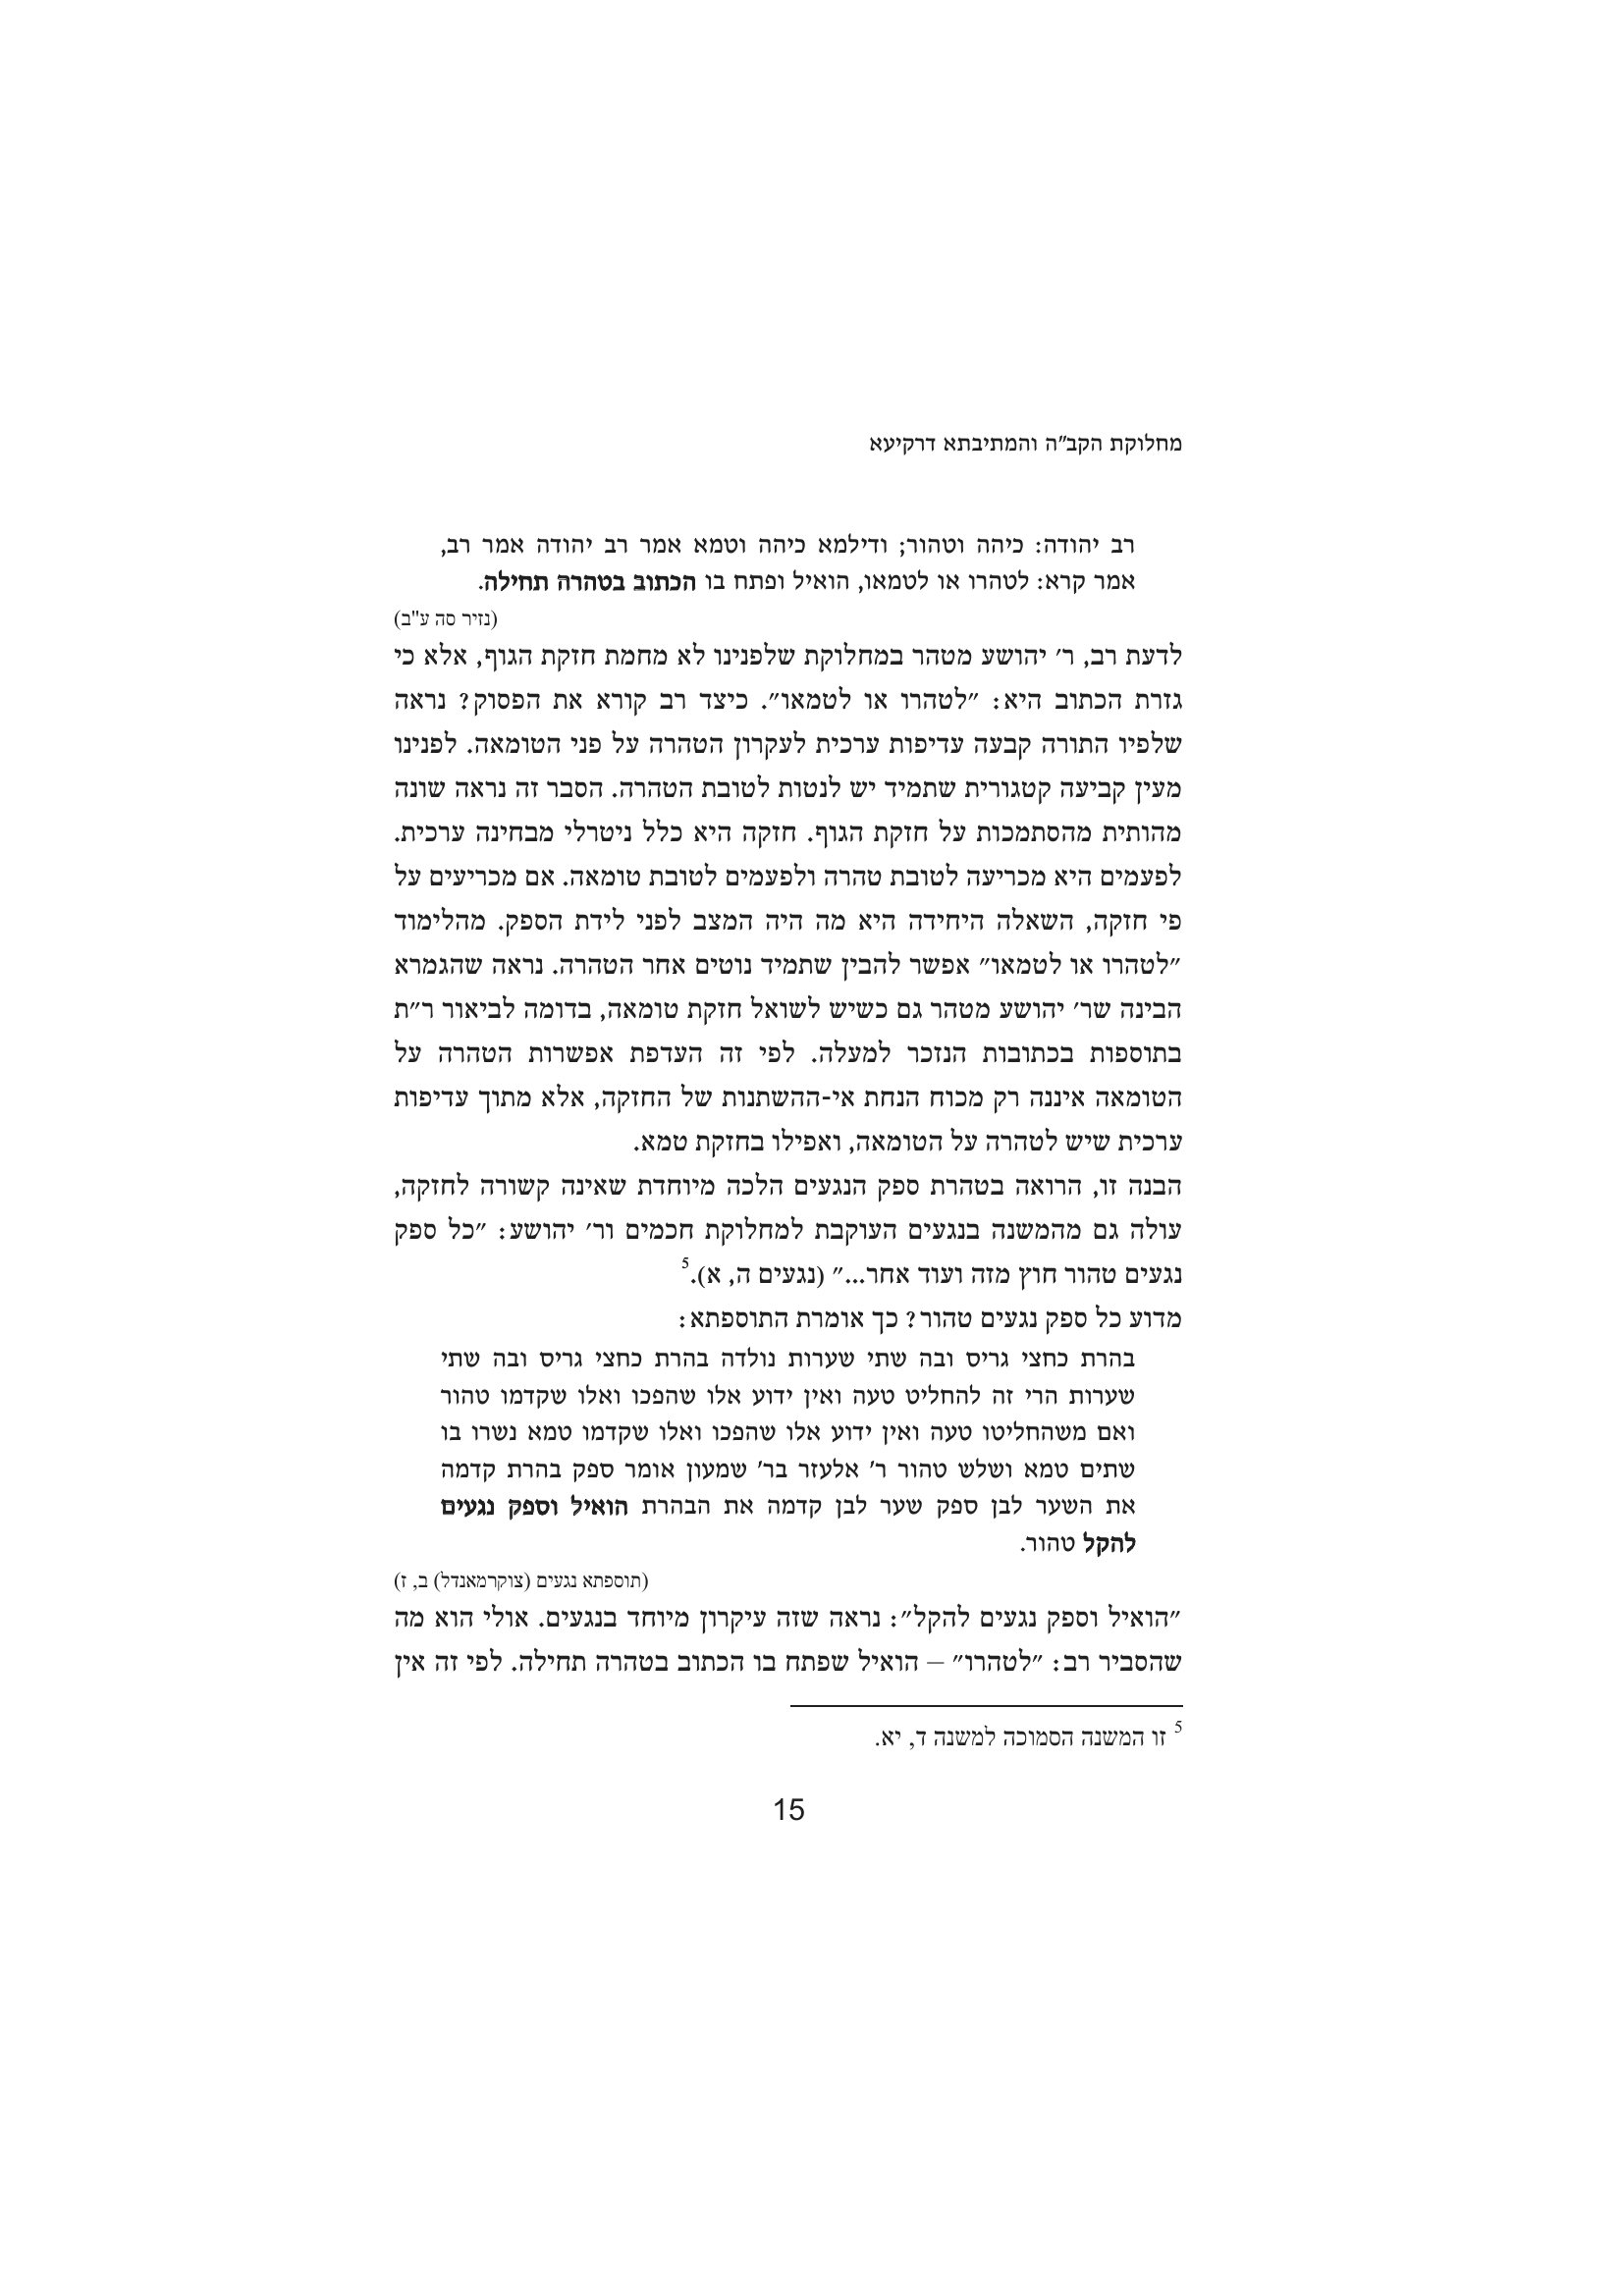 מחלוקת הקב״ה והמתיבתא דרקיעא
רב יהודה: כיהה וטהור; ודילמא כיהה וטמא אמר רב יהודה אמר רב,
אמר קרא: לטהרו או לטמאו, הואיל ופתח בו הכתוב בטהרה תחילה.
(נזיר סה ע"ב)
לדעת רב, ר׳ יהושע מטהר במחלוקת שלפנינו לא מחמת חזקת הגוף, אלא כי
גזרת הכתוב היא: ״לטהרו או לטמאו״. כיצד רב קורא את הפסוק? נראה
שלפיו התורה קבעה עדיפות ערכית לעקרון הטהרה על פני הטומאה. לפנינו
מעין קביעה קטגורית שתמיד יש לנטות לטובת הטהרה. הסבר זה נראה שונה
מהותית מהסתמכות על חזקת הגוף. חזקה היא כלל ניטרלי מבחינה ערכית.
לפעמים היא מכריעה לטובת טהרה ולפעמים לטובת טומאה. אם מכריעים על
פי חזקה, השאלה היחידה היא מה היה המצב לפני לידת הספק. מהלימוד
״לטהרו או לטמאו״ אפשר להבין שתמיד נוטים אחר הטהרה. נראה שהגמרא
הבינה שר׳ יהושע מטהר גם כשיש לשואל חזקת טומאה, בדומה לביאור ר״ת
בתוספות בכתובות הנזכר למעלה. לפי זה העדפת אפשרות הטהרה על
הטומאה איננה רק מכוח הנחת אי-ההשתנות של החזקה, אלא מתוך עדיפות
ערכית שיש לטהרה על הטומאה, ואפילו בחזקת טמא.
הבנה זו, הרואה בטהרת ספק הנגעים הלכה מיוחדת שאינה קשורה לחזקה,
עולה גם מהמשנה בנגעים העוקבת למחלוקת חכמים ור׳ יהושע: ״כל ספק
נגעים טהור חוץ מזה ועוד אחר...״ (נגעים ה, א).5
מדוע כל ספק נגעים טהור? כך אומרת התוספתא:
בהרת כחצי גריס ובה שתי שערות נולדה בהרת כחצי גריס ובה שתי
שערות הרי זה להחליט טעה ואין ידוע אלו שהפכו ואלו שקדמו טהור
ואם משהחליטו טעה ואין ידוע אלו שהפכו ואלו שקדמו טמא נשרו בו
שתים טמא ושלש טהור ר׳ אלעזר בר׳ שמעון אומר ספק בהרת קדמה
את השער לבן ספק שער לבן קדמה את הבהרת הואיל וספק נגעים
להקל טהור.
(תוספתא נגעים (צוקרמאנדל) ב, ז)
״הואיל וספק נגעים להקל״: נראה שזה עיקרון מיוחד בנגעים. אולי הוא מה
שהסביר רב: ״לטהרו״ – הואיל שפתח בו הכתוב בטהרה תחילה. לפי זה אין
5 זו המשנה הסמוכה למשנה ד, יא.
15